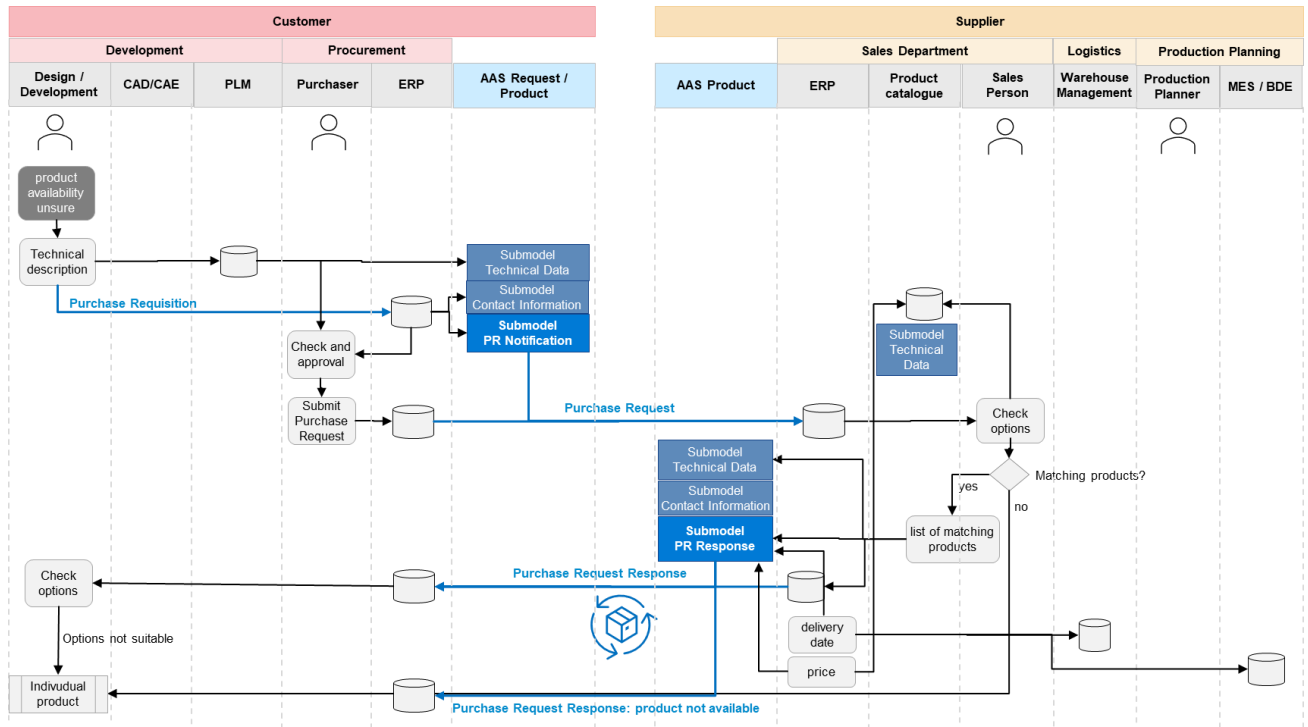 Customer
Supplier
Development
Procurement
Sales Department
Logistics
Production Planning
Design /
Development
CAD/CAE
PLM
Purchaser
ERP
AAS Request /
Product
AAS Product
ERP
Product
catalogue
Sales
Person
Warehouse
Management
Production
Planner
MES / BDE
product
availability
unsure
Technical
description
Submodel
Technical Data
Purchase Requisition
Submodel
Contact Information
Submodel
PR Notification
Submodel
Technical
Data
Check and
approval
Submit
Purchase
Request
Purchase Request
Check
options
Submodel
Technical Data
Matching products?
yes
no
Submodel
Contact Information
Submodel
PR Response
list of matching
products
Check
options
Purchase Request Response
Options not suitable
delivery
date
price
Indivudual
product
Purchase Request Response: product not available